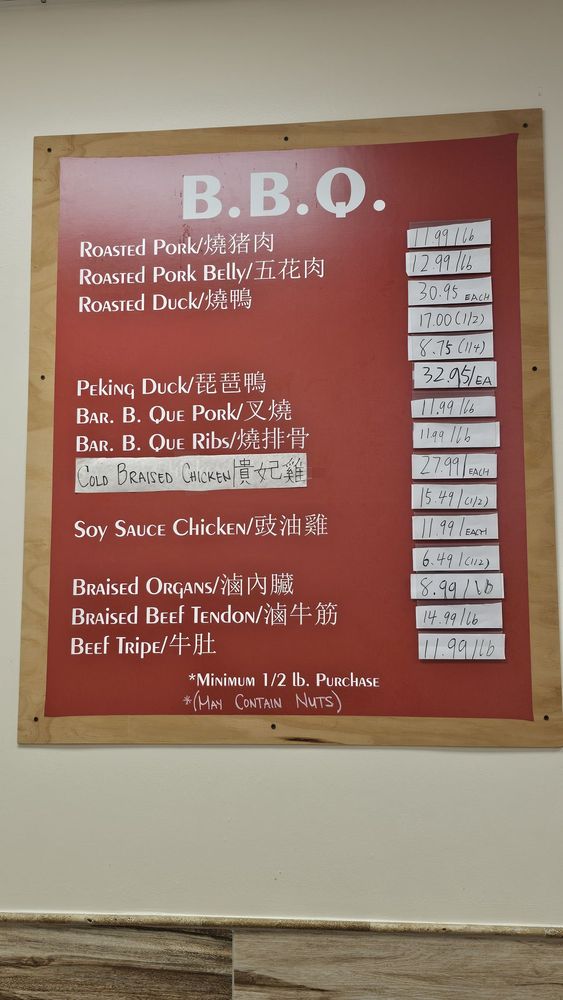 B.B.Q.
Roasted Pork/燒豬肉 11.99/lb
Roasted Pork Belly/五花肉 12.99/lb
Roasted Duck/燒鴨 30.95 EACH
17.00 (1/2)
8.75 (1/4)
Peking Duck/琵琶鴨 32.95/EA
Bar. B. Que Pork/叉燒 11.99/lb
Bar. B. Que Ribs/燒排骨 11.99/lb
Cold Braised Chicken/貴妃雞 27.99/EACH
15.49/(1/2)
Soy Sauce Chicken/豉油雞 11.99/EACH
6.49/(1/2)
Braised Organs/滷內臟 8.99/lb
Braised Beef Tendon/滷牛筋 14.99/lb
Beef Tripe/牛肚 11.99/lb
*Minimum 1/2 lb. Purchase
*(May Contain Nuts)